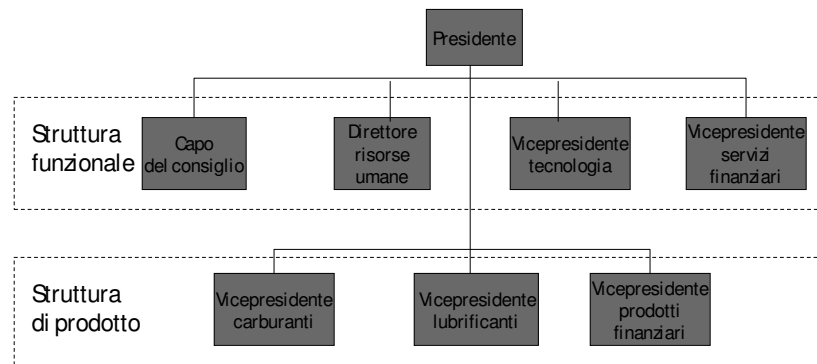 Presidente
Struttura
funzionale
Capo
del consiglio
Direttore
risorse
umane
Vicepresidente
tecnologia
Vicepresidente
servizi
finanziari
Struttura
di prodotto
Vicepresidente
carburanti
Vicepresidente
lubrificanti
Vicepresidente
prodotti
finanziari